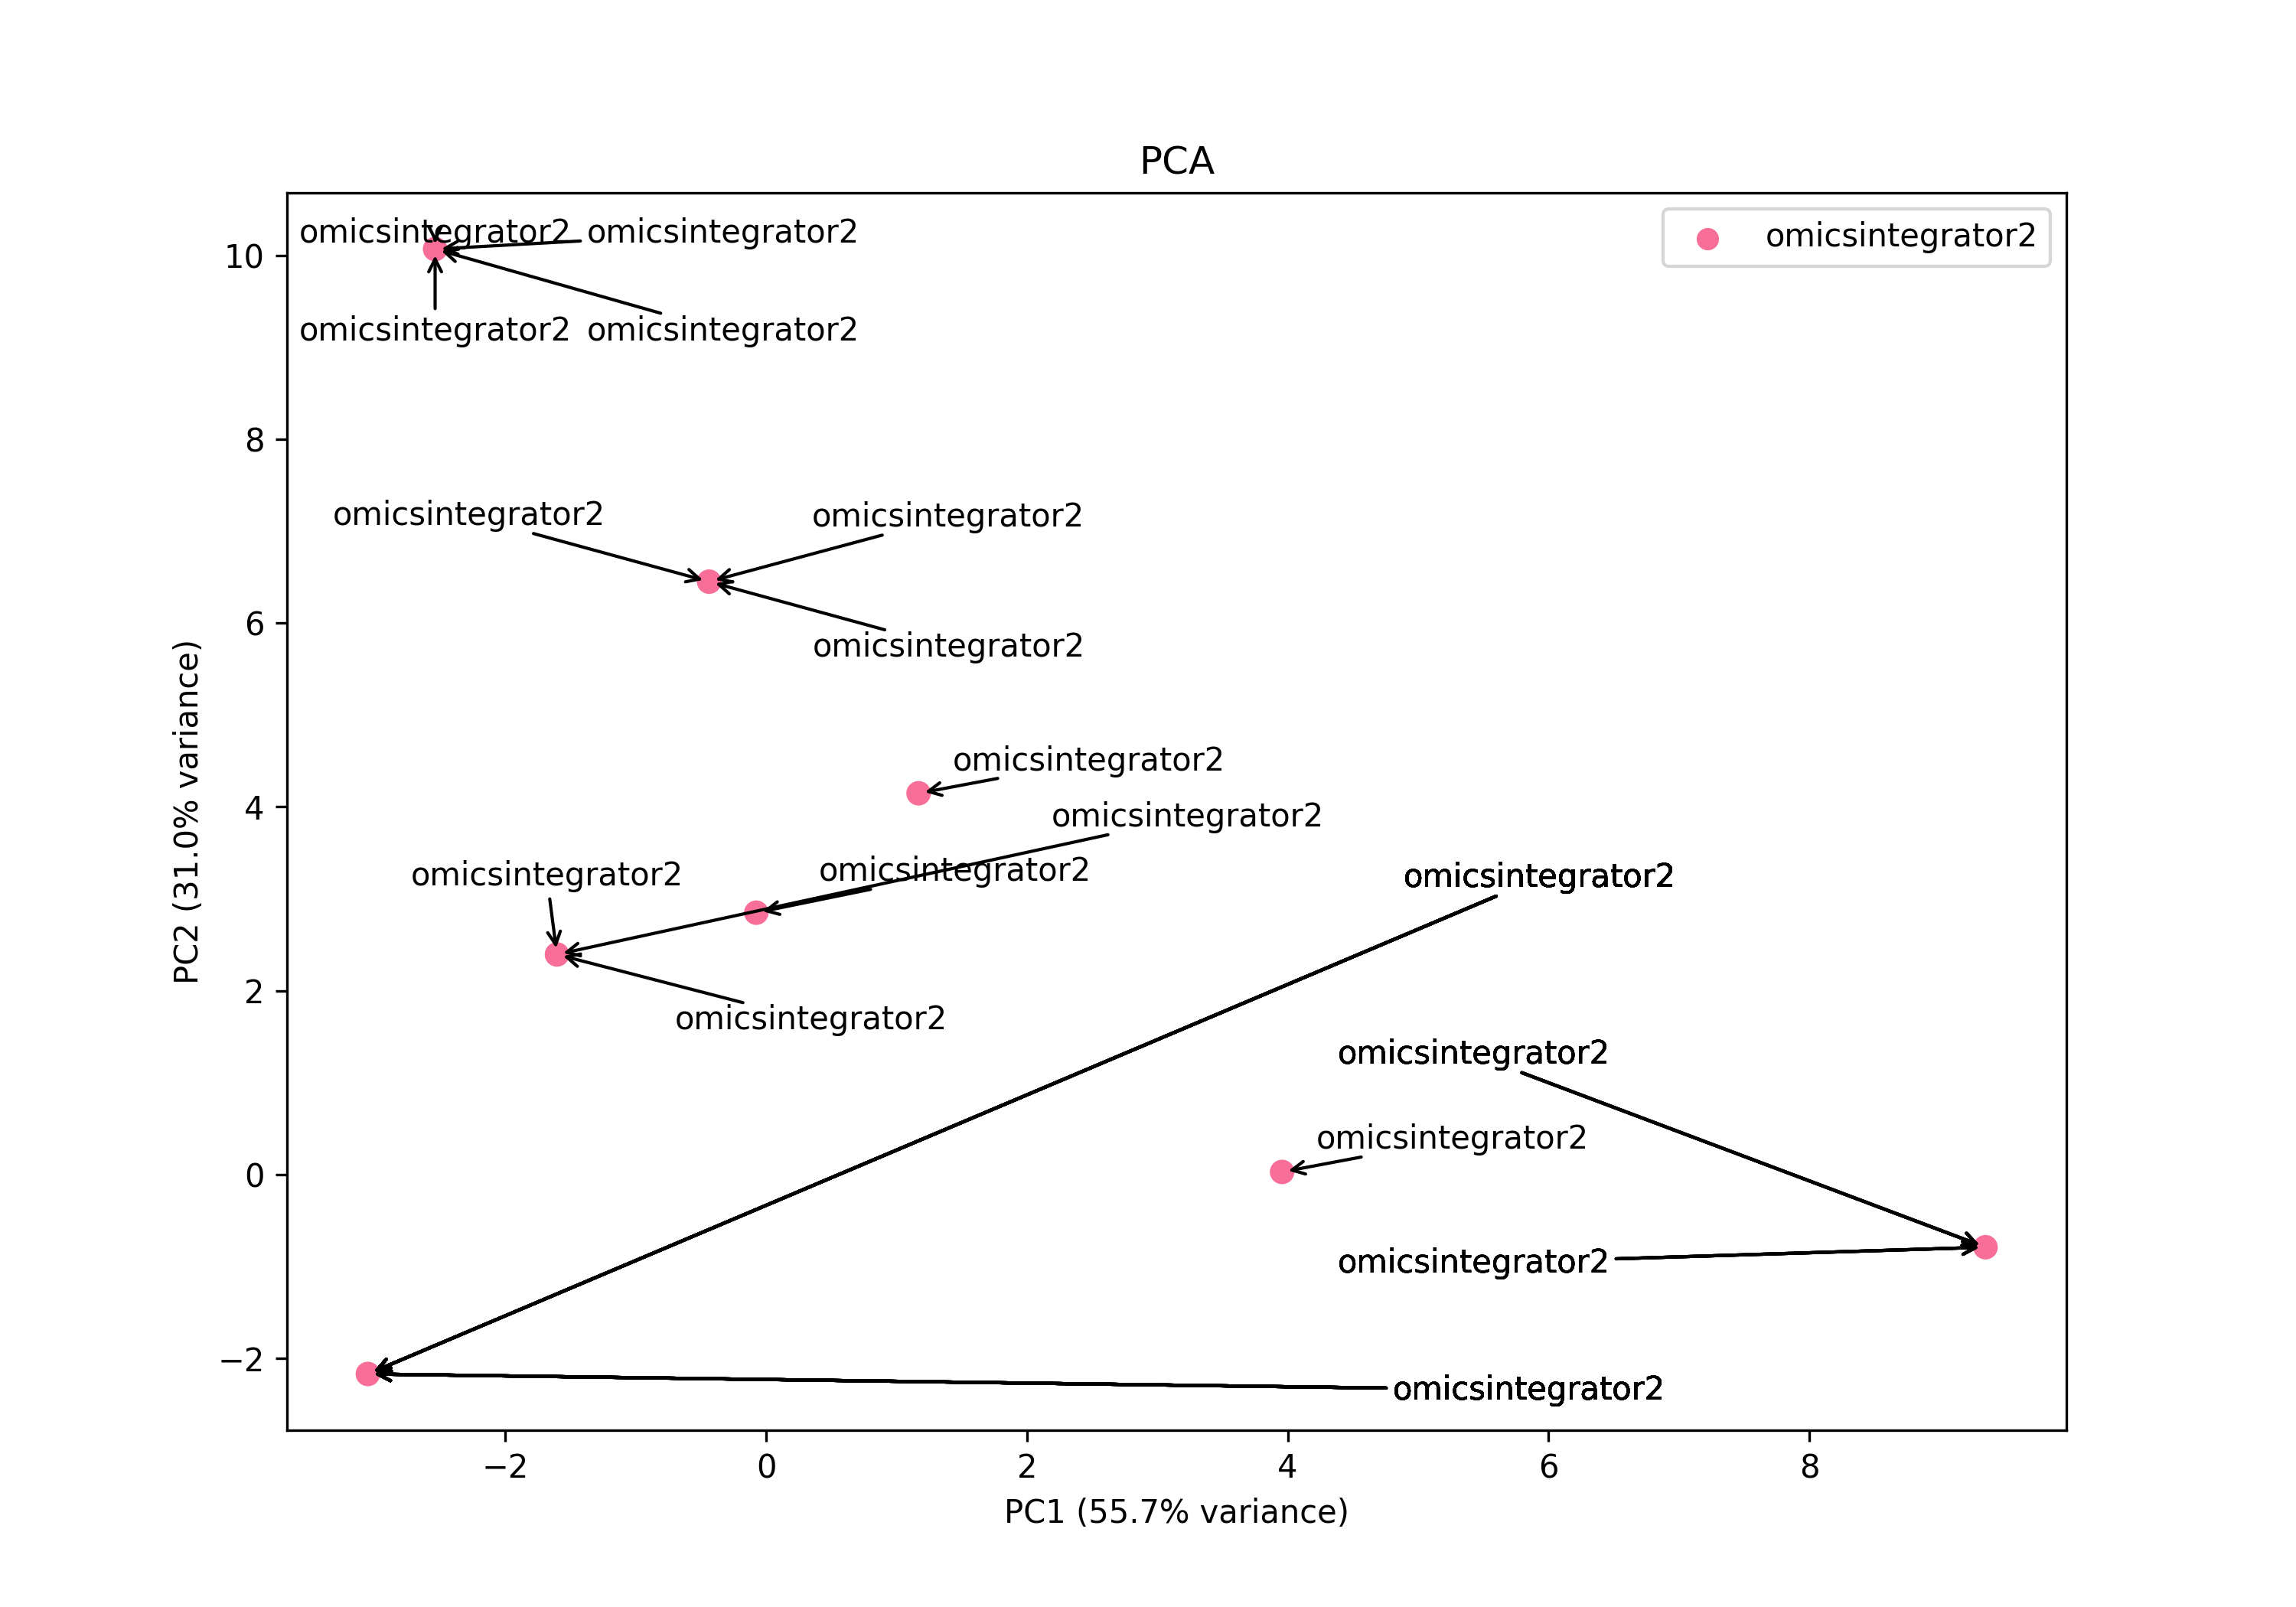 PCA
omicsintegrator2 omicsintegrator2
omicsintegrator2
10
omicsintegrator2 omicsintegrator2
8
omicsintegrator2 omicsintegrator2
6
omicsintegrator2
omicsintegrator2
4
omicsintegrator2
omicsintegrator2 omicsintegrator2 omicsintegrator2
PC2 (31.0% variance)
2
omicsintegrator2
omicsintegrator2
omicsintegrator2
0
omicsintegrator2
−2
omicsintegrator2
−2 0 2 4 6 8
PC1 (55.7% variance)